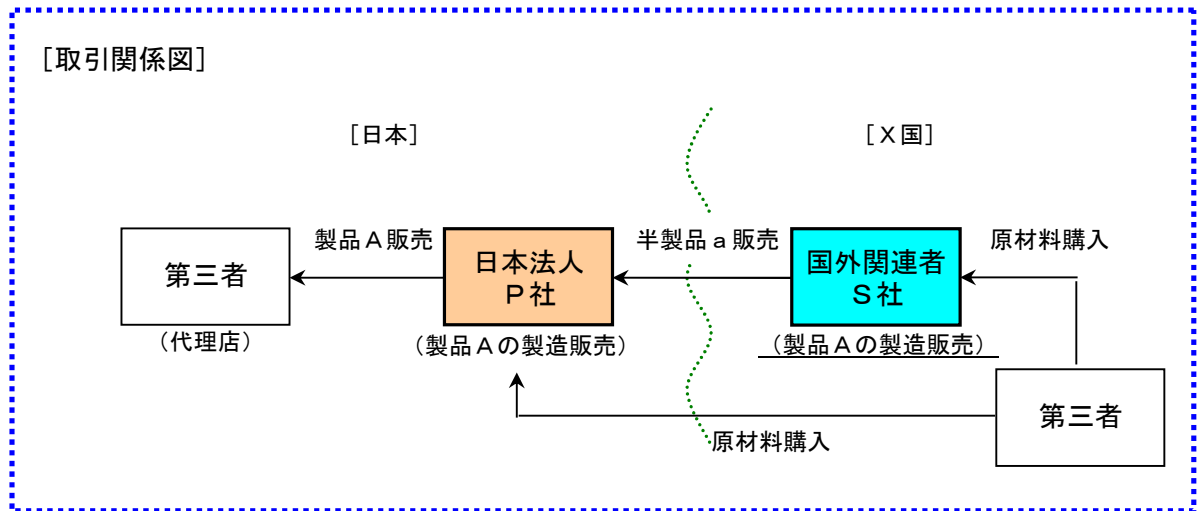 ［取引関係図］
［日本］
［Ｘ国］
製品Ａ販売
半製品ａ販売
原材料購入
第三者
（代理店）
日本法人
Ｐ社
（製品Ａの製造販売）
国外関連者
Ｓ社
（製品Ａの製造販売）
第三者
原材料購入